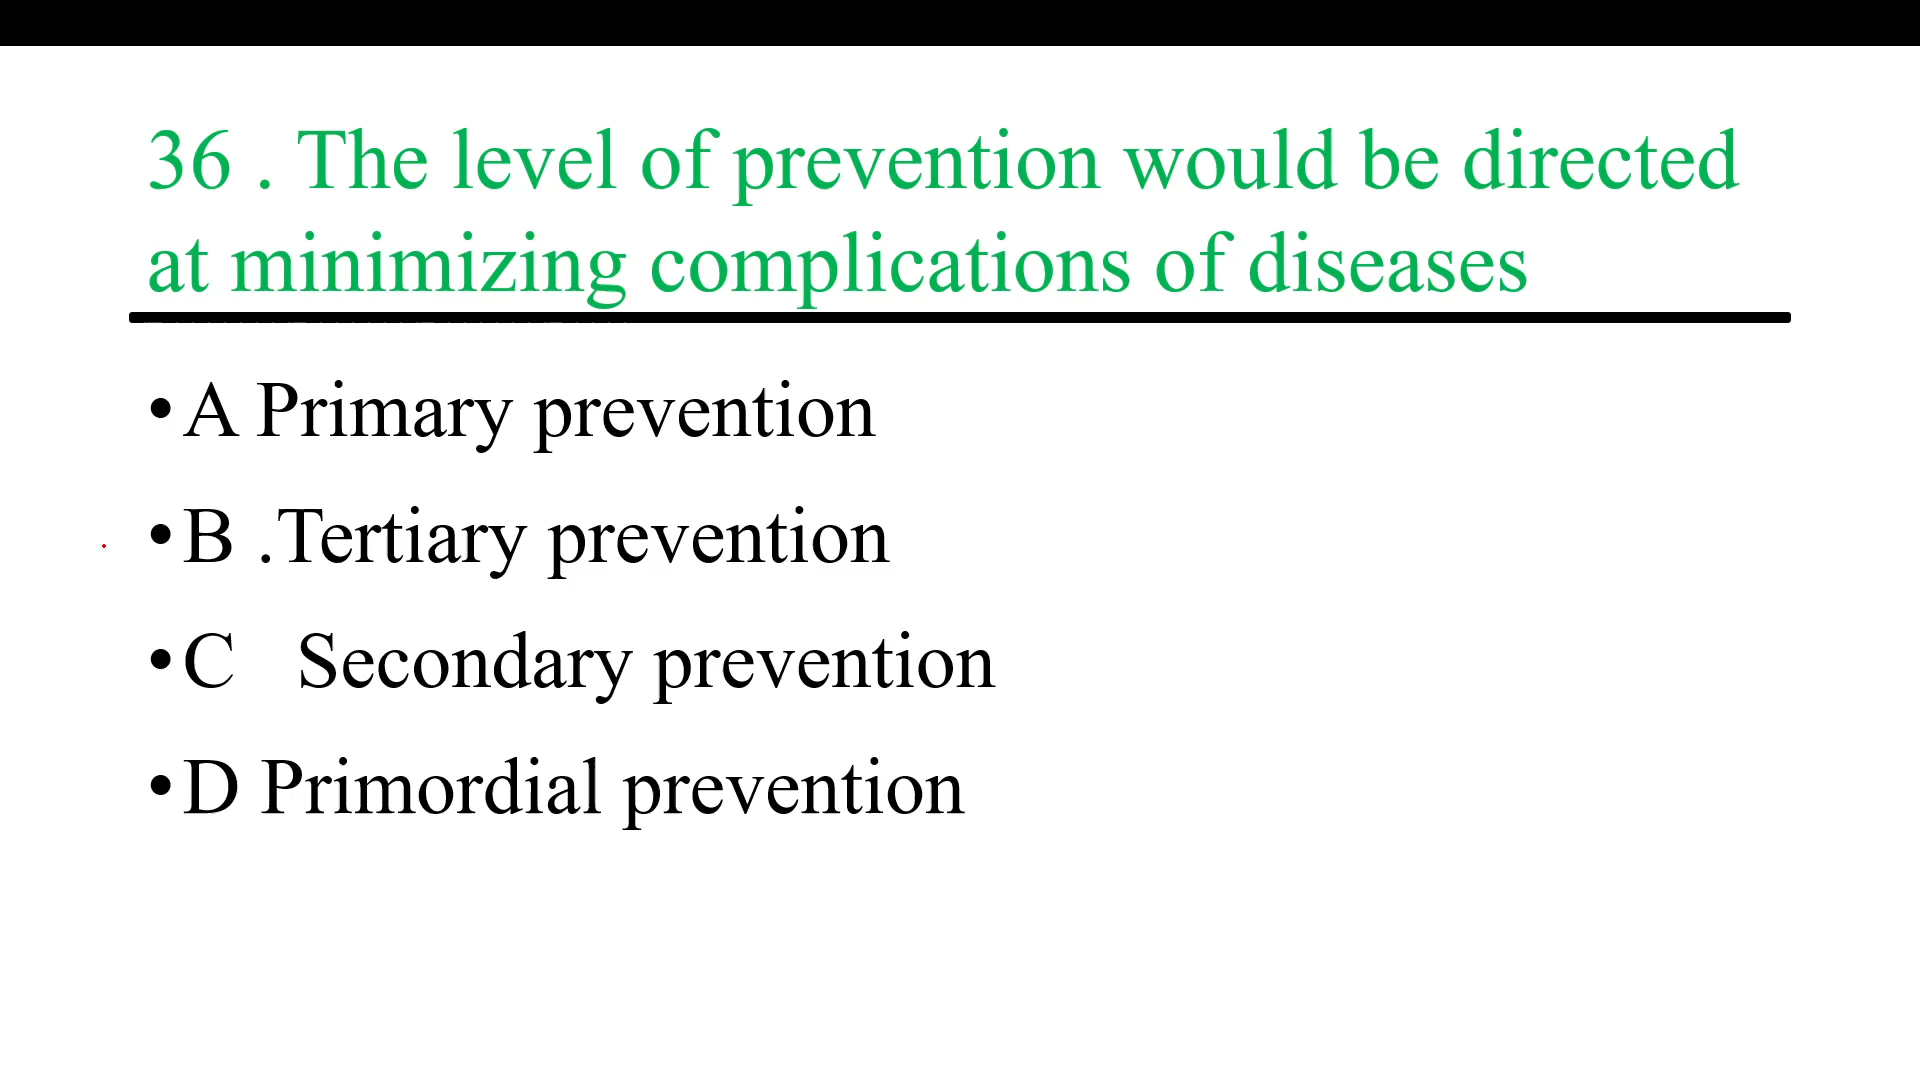 36 . The level of prevention would be directed
at minimizing complications of diseases
• A Primary prevention
• B .Tertiary prevention
• C   Secondary prevention
• D Primordial prevention